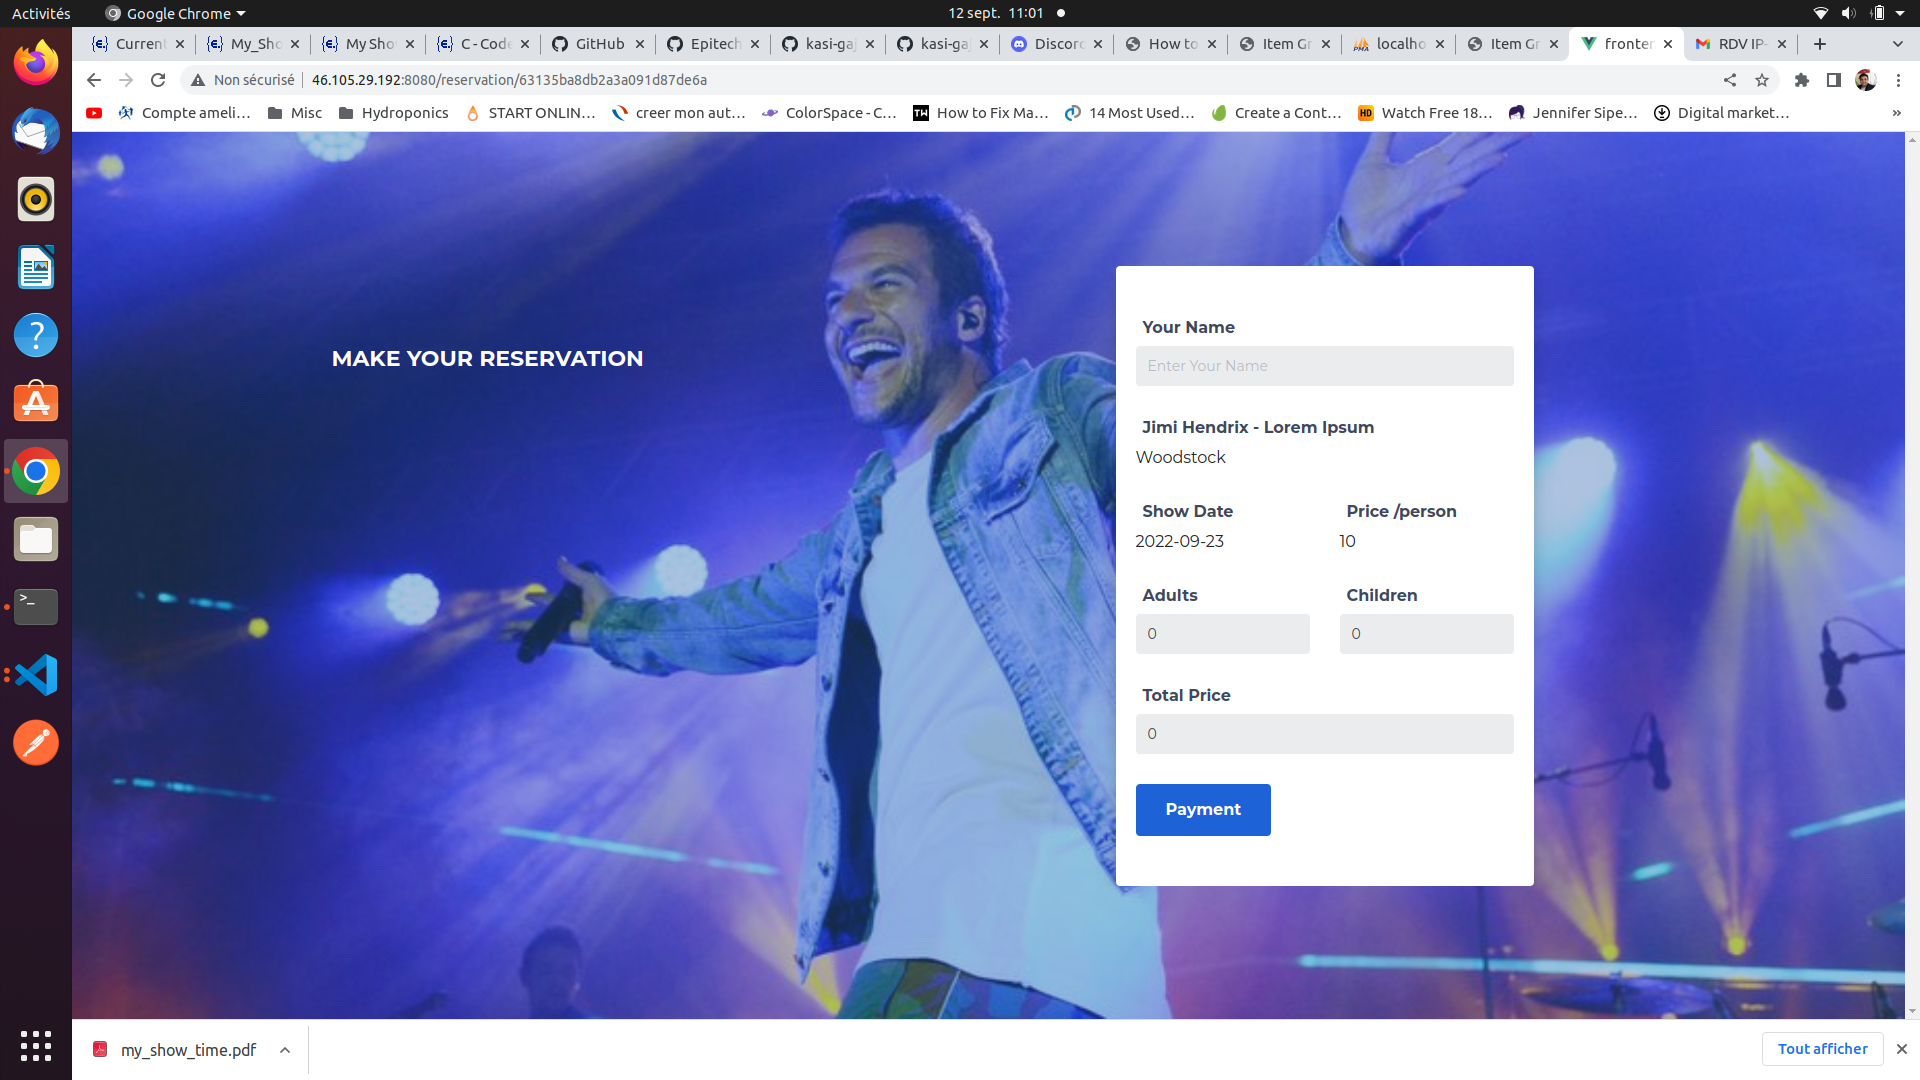 Activités
Google Chrome
12 sept. 11:01
Current
My_Sho
My Sho
C - Code
GitHub
Epitech
kasi-ga
kasi-ga
Discord
How to
Item Gr
localho
Item Gr
fronten
RDV IP-
Non sécurisé
46.105.29.192:8080/reservation/63135ba8db2a3a091d87de6a
Compte ameli…
Misc
Hydroponics
START ONLIN…
creer mon aut…
ColorSpace - C…
TW How to Fix Ma…
14 Most Used…
Create a Cont…
HD Watch Free 18…
Jennifer Sipe…
Digital market…
»
MAKE YOUR RESERVATION
Your Name
Enter Your Name
Jimi Hendrix - Lorem Ipsum
Woodstock
Show Date
Price /person
2022-09-23
10
Adults
Children
0
0
Total Price
0
Payment
my_show_time.pdf
Tout afficher